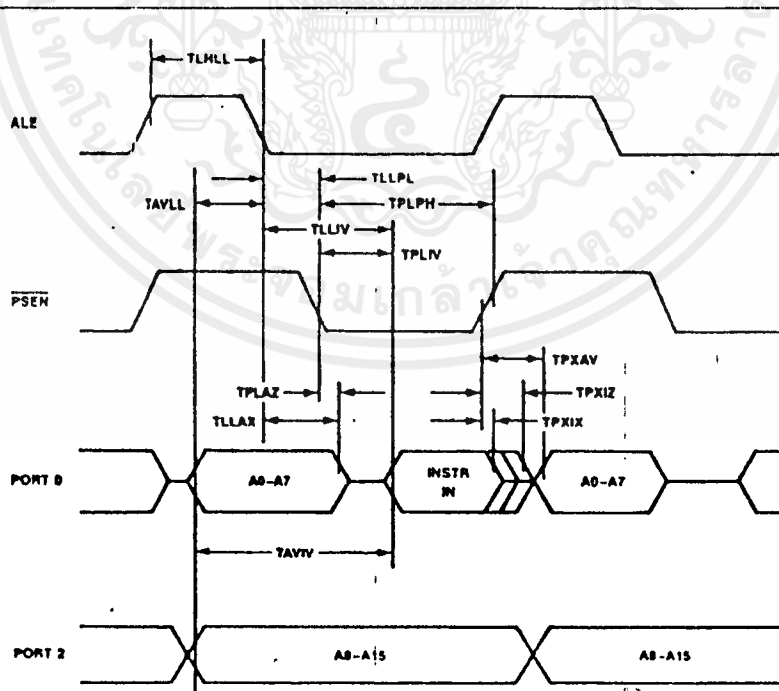 TLHLL
ALE
TLLPL
TAVLL
TPLPH
TLLIV
TPLIV
PSEN
TPXAV
TPLAZ
TPXIZ
TLLAX
TPXIX
PORT 0
A0-A7
INSTR
IN
A0-A7
TAVIV
PORT 2
A8-A15
A8-A15